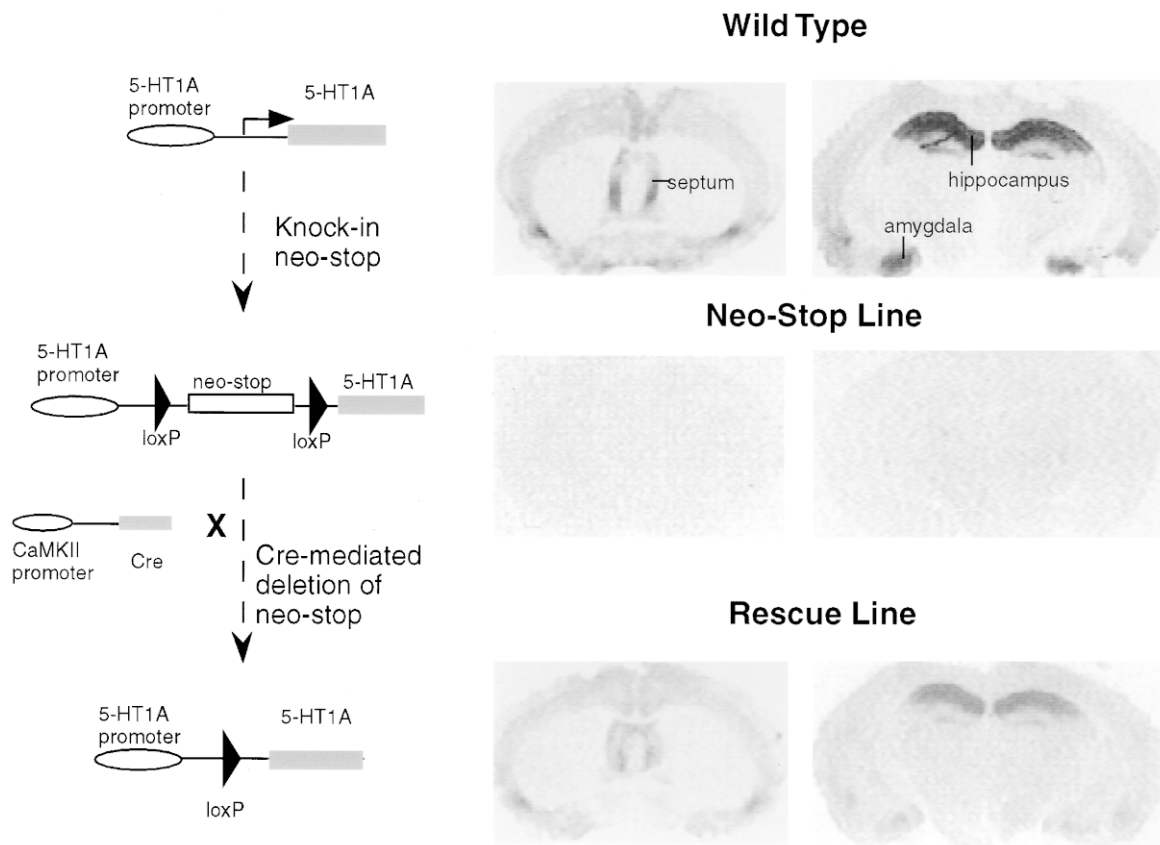 Wild Type
5-HT1A
promoter
5-HT1A
septum
hippocampus
amygdala
Knock-in
neo-stop
Neo-Stop Line
5-HT1A
promoter
neo-stop
5-HT1A
loxP
loxP
CaMKII
promoter
Cre
X
Cre-mediated
deletion of
neo-stop
Rescue Line
5-HT1A
promoter
5-HT1A
loxP